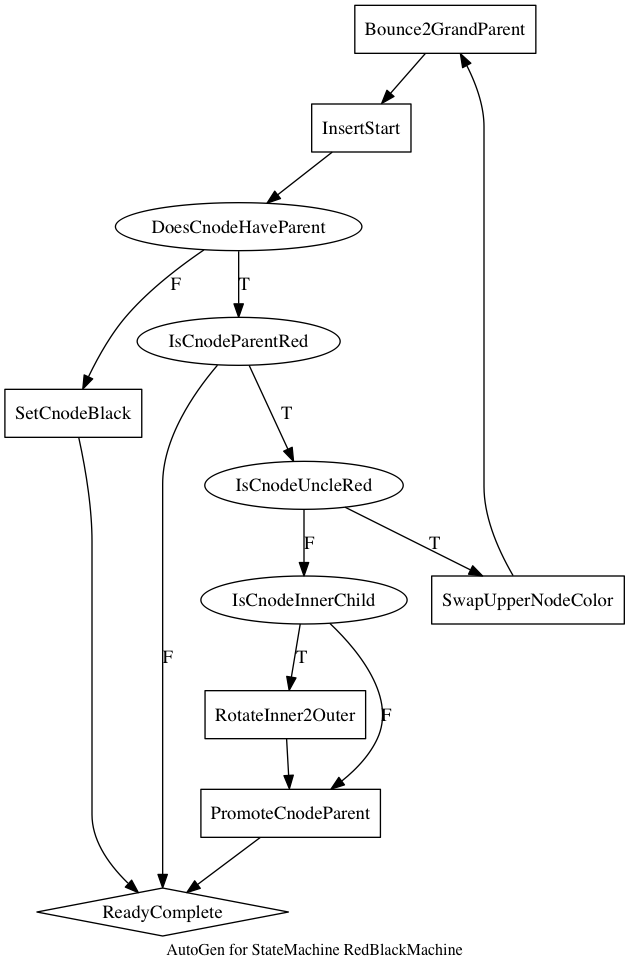 Bounce2GrandParent
InsertStart
DoesCnodeHaveParent
F
T
IsCnodeParentRed
SetCnodeBlack
T
IsCnodeUncleRed
F
T
IsCnodeInnerChild
SwapUpperNodeColor
F
T
RotateInner2Outer
F
PromoteCnodeParent
ReadyComplete
AutoGen for StateMachine RedBlackMachine